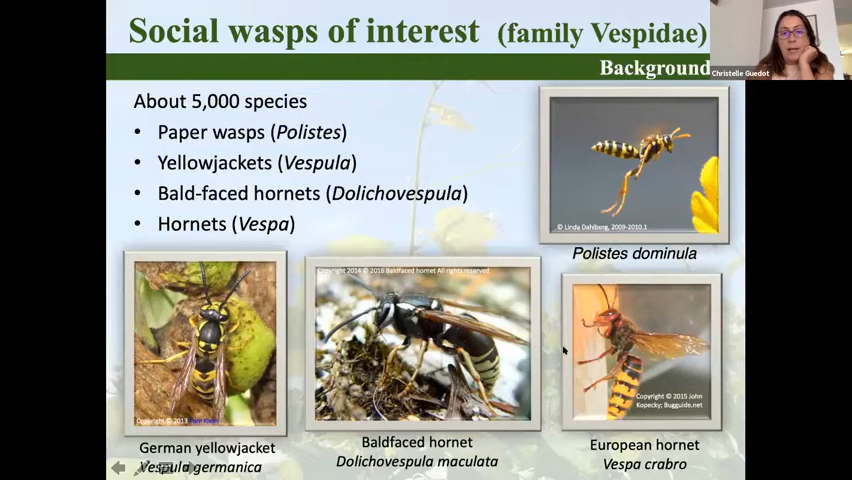 Social wasps of interest (family Vespidae)
Background
Christelle Guedot
About 5,000 species
• Paper wasps (Polistes)
• Yellowjackets (Vespula)
• Bald-faced hornets (Dolichovespula)
• Hornets (Vespa)
© Linda Dahlberg, 2009-2010.1
Polistes dominula
Copyright 2014 © 2016 Baldfaced hornet All rights reserved
Copyright © 2015 John
Kopecky; Bugguide.net
Copyright © 2013
German yellowjacket
Vespula germanica
Baldfaced hornet
Dolichovespula maculata
European hornet
Vespa crabro